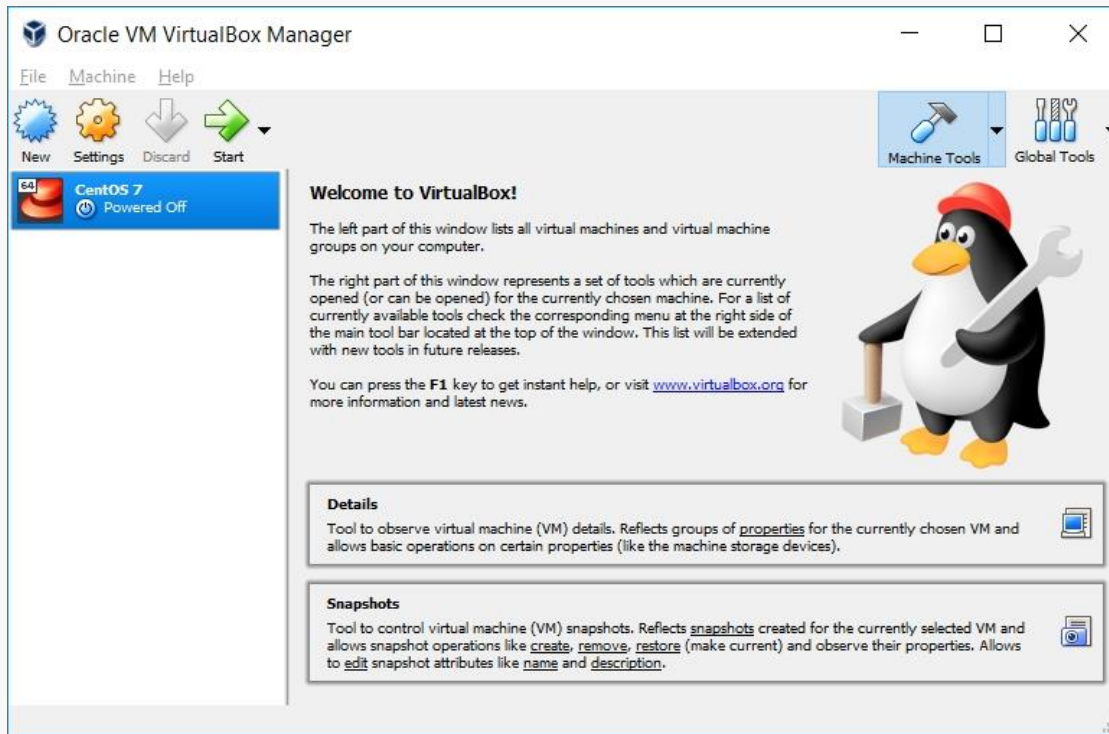 Oracle VM VirtualBox Manager
File Machine Help
New Settings Discard Start
Machine Tools Global Tools
64
CentOS 7
Powered Off
Welcome to VirtualBox!
The left part of this window lists all virtual machines and virtual machine
groups on your computer.
The right part of this window represents a set of tools which are currently
opened (or can be opened) for the currently chosen machine. For a list of
currently available tools check the corresponding menu at the right side of
the main tool bar located at the top of the window. This list will be extended
with new tools in future releases.
You can press the F1 key to get instant help, or visit www.virtualbox.org for
more information and latest news.
Details
Tool to observe virtual machine (VM) details. Reflects groups of properties for the currently chosen VM and
allows basic operations on certain properties (like the machine storage devices).
Snapshots
Tool to control virtual machine (VM) snapshots. Reflects snapshots created for the currently selected VM and
allows snapshot operations like create, remove, restore (make current) and observe their properties. Allows
to edit snapshot attributes like name and description.